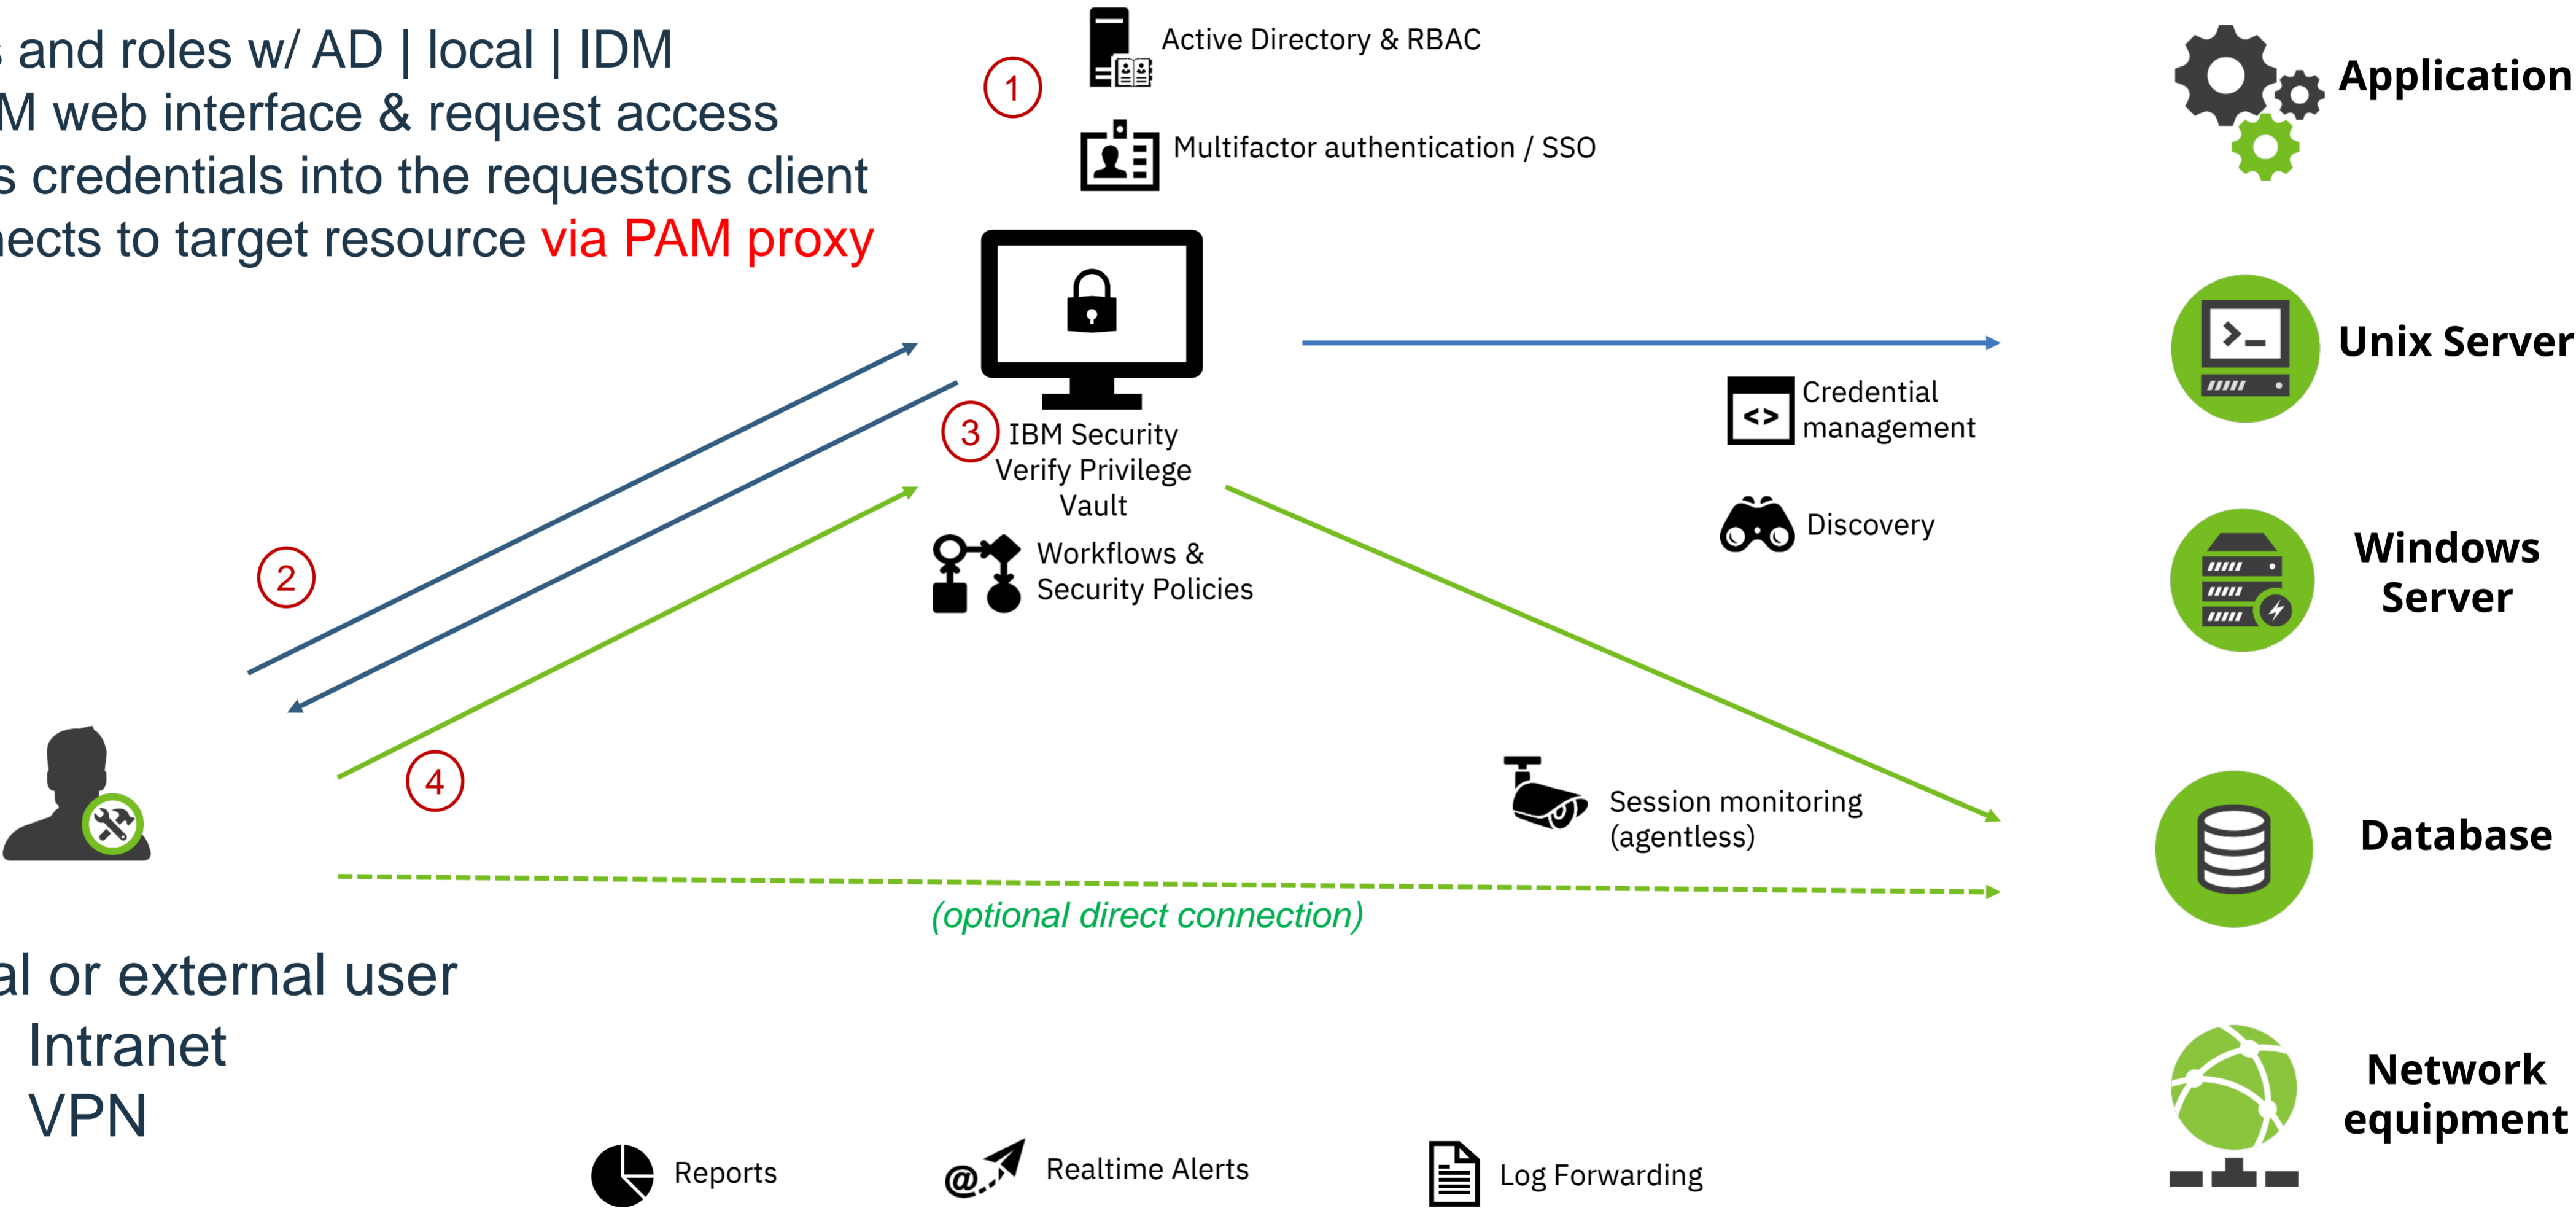 s and roles w/ AD | local | IDM
M web interface & request access
s credentials into the requestors client
nects to target resource via PAM proxy
1
Active Directory & RBAC
Multifactor authentication / SSO
Application
Unix Server
Windows
Server
Database
Network
equipment
3
IBM Security
Verify Privilege
Vault
Workflows &
Security Policies
Credential
management
Discovery
2
4
Session monitoring
(agentless)
(optional direct connection)
al or external user
Intranet
VPN
Reports
@
Realtime Alerts
Log Forwarding